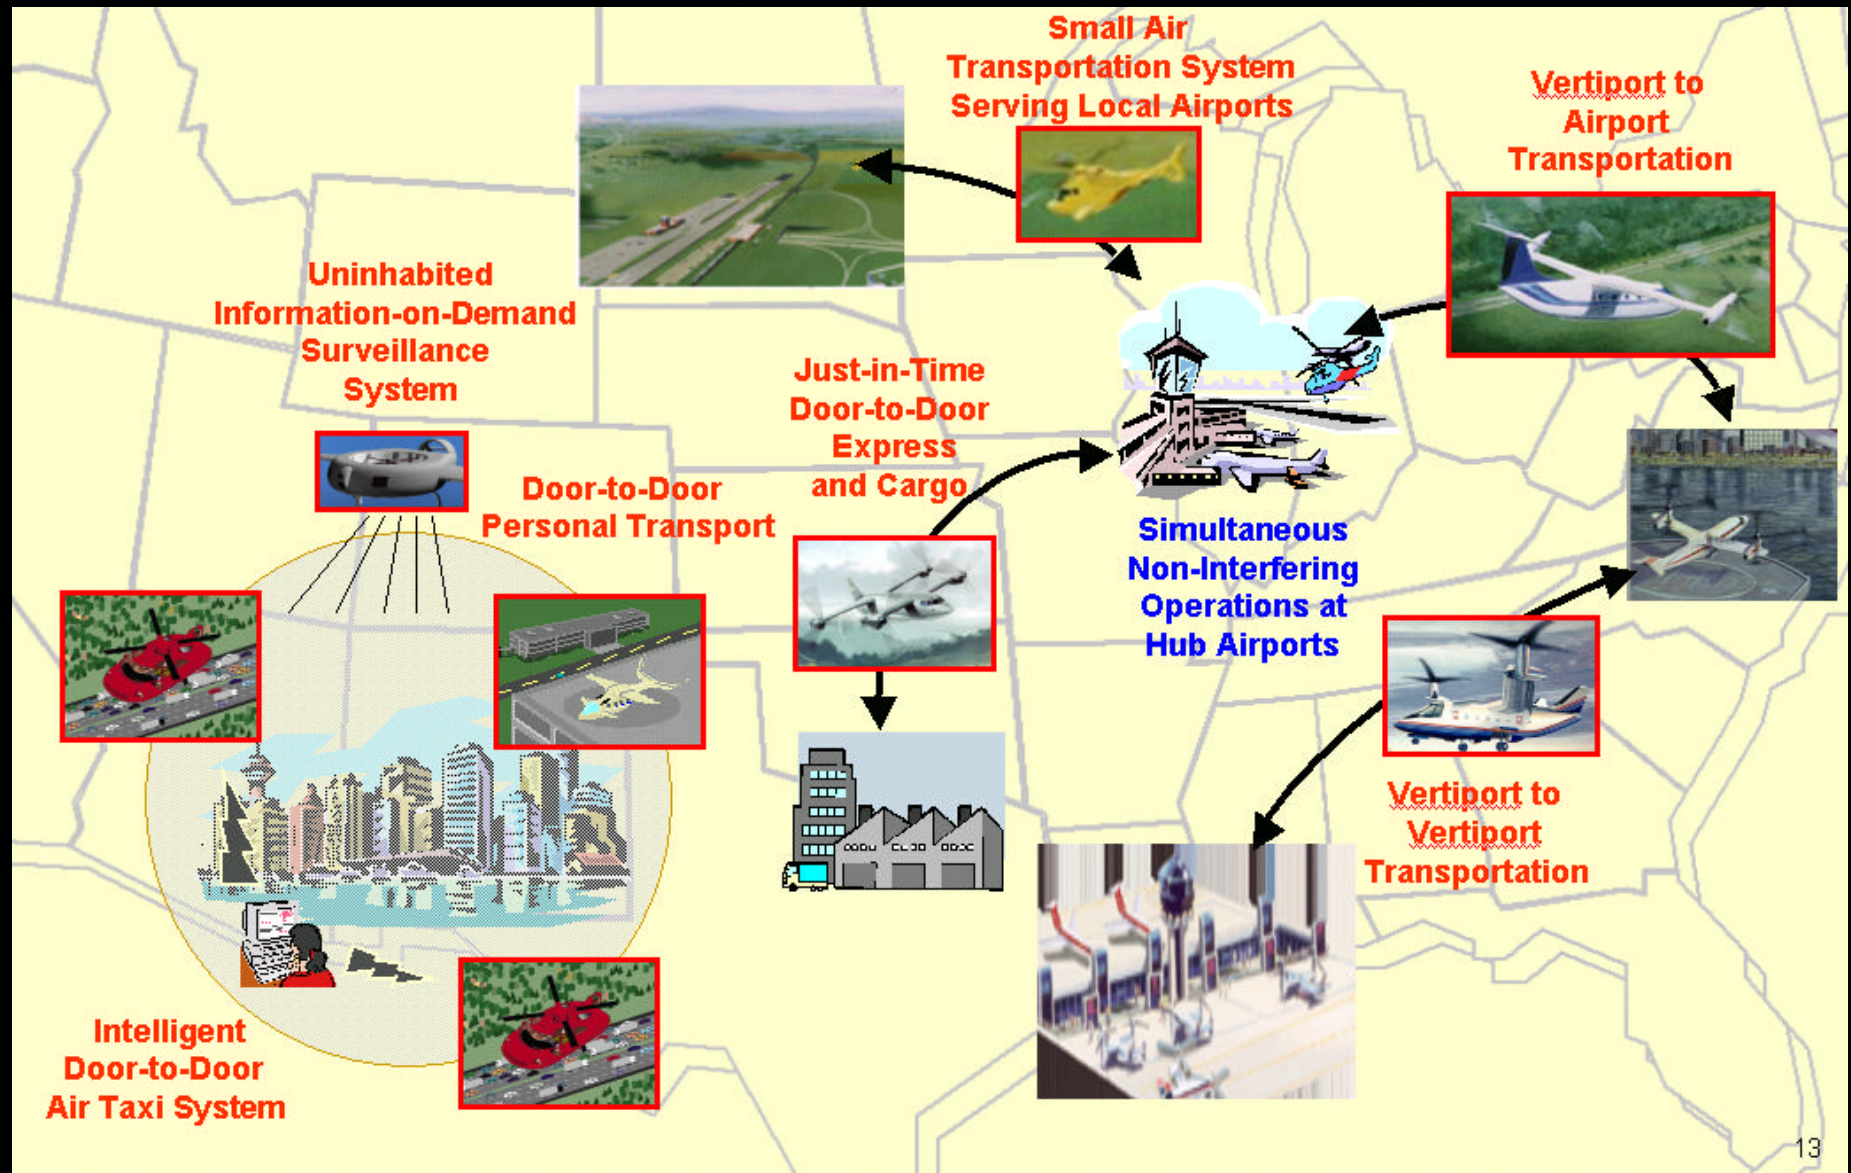 Small Air
Transportation System
Serving Local Airports
Vertiport to
Airport
Transportation
Uninhabited
Information-on-Demand
Surveillance
System
Just-in-Time
Door-to-Door
Express
and Cargo
Door-to-Door
Personal Transport
Simultaneous
Non-Interfering
Operations at
Hub Airports
Vertiport to
Vertiport
Transportation
Intelligent
Door-to-Door
Air Taxi System
13